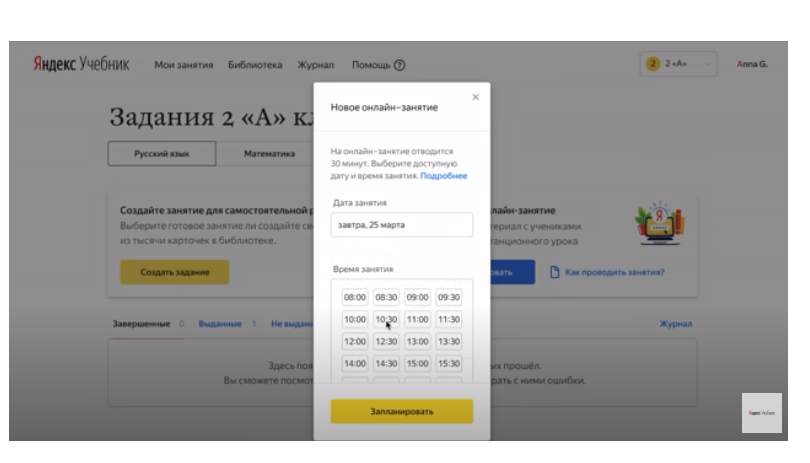 Яндекс Учебник
Мои занятия Библиотека Журнал Помощь ?
2 2 «А»
Anna G.
Задания 2 «А» кл
Русский язык
Математика
Создайте занятие для самостоятельной р
Выберите готовое занятие ли создайте св
из тысячи карточек в библиотеке.
Создать задание
Новое онлайн-занятие
×
На онлайн-занятие отводится
30 минут. Выберите доступную
дату и время занятия. Подробнее
Дата занятия
завтра, 25 марта
Время занятия
08:00 08:30 09:00 09:30
10:00 10:30 11:00 11:30
12:00 12:30 13:00 13:30
14:00 14:30 15:00 15:30
Запланировать
лайн-занятие
териал с учениками
танционного урока
овать
Как проводить занятия?
Завершенные 0 Выданные 1 Не выдан
Журнал
Здесь поя
ых прошёл.
Вы сможете посмот
рать с ними ошибки.
Яндекс Учебник